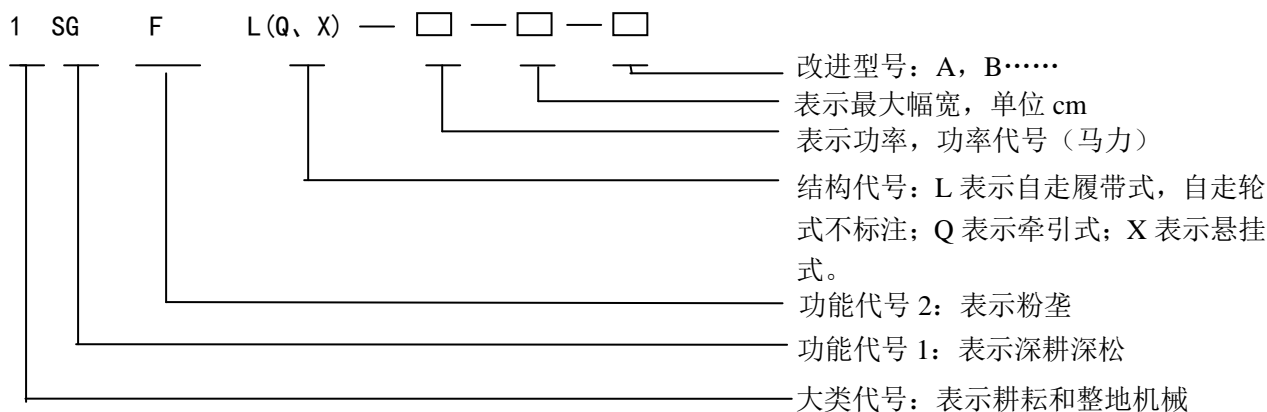 1 SG F L(Q、X) — □ — □ — □
改进型号：A，B……
表示最大幅宽，单位 cm
表示功率，功率代号（马力）
结构代号：L 表示自走履带式，自走轮
式不标注；Q 表示牵引式；X 表示悬挂
式。
功能代号 2：表示粉垄
功能代号 1：表示深耕深松
大类代号：表示耕耘和整地机械